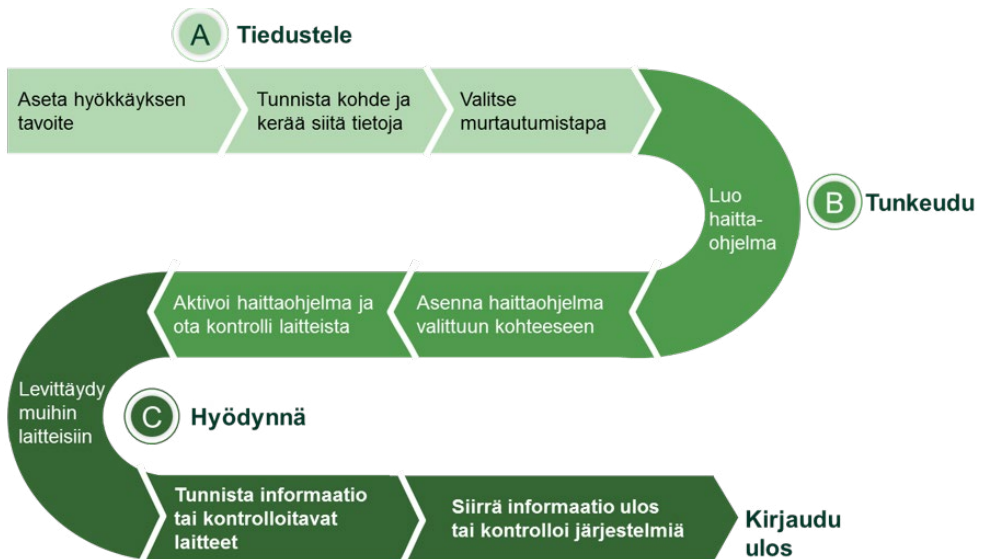 A
Tiedustele
Aseta hyökkäyksen
tavoite
Tunnista kohde ja
kerää siitä tietoja
Valitse
murtautumistapa
Luo
haitta-
ohjelma
B
Tunkeudu
Asenna haittaohjelma
valittuun kohteeseen
Aktivoi haittaohjelma ja
ota kontrolli laitteista
Levittäydy
muihin
laitteisiin
C
Hyödynnä
Tunnista informaatio
tai kontrolloitavat
laitteet
Siirrä informaatio ulos
tai kontrolloi järjestelmiä
Kirjaudu
ulos